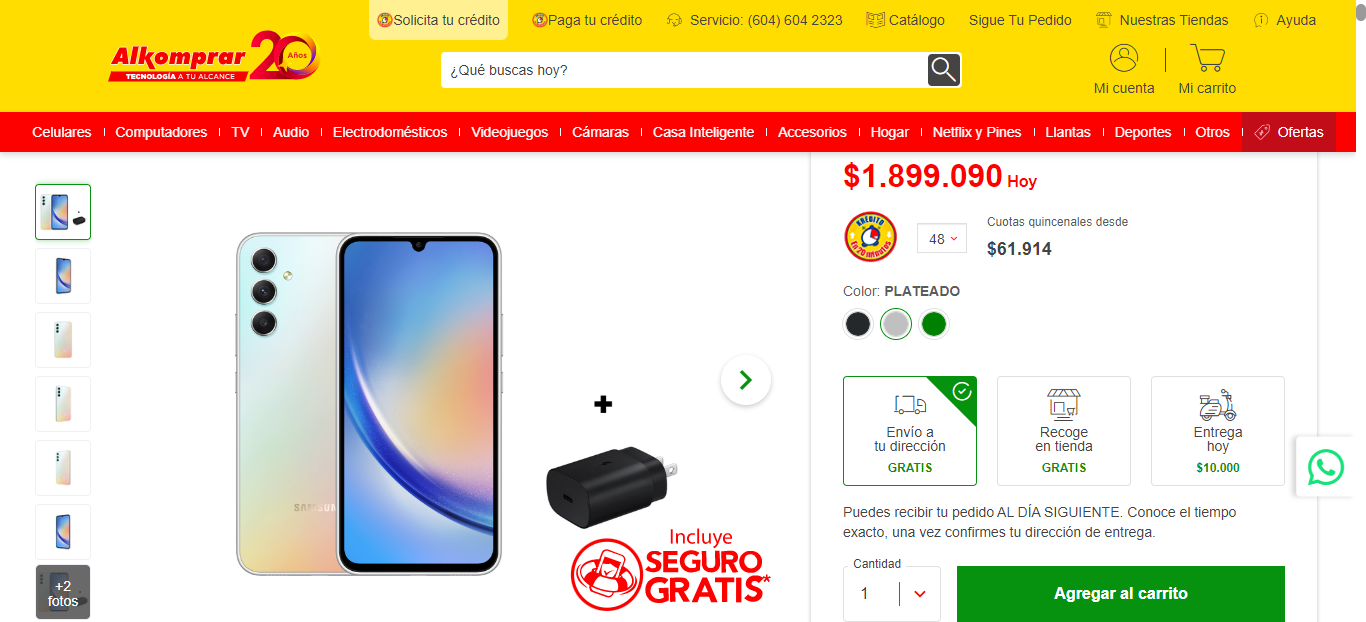 Solicita tu crédito
Paga tu crédito
Servicio: (604) 604 2323
Catálogo
Sigue Tu Pedido
Nuestras Tiendas
Ayuda
Alkomprar 20 Años
TECNOLOGÍA A TU ALCANCE
¿Qué buscas hoy?
Mi cuenta
Mi carrito
Celulares
Computadores
TV
Audio
Electrodomésticos
Videojuegos
Cámaras
Casa Inteligente
Accesorios
Hogar
Netflix y Pines
Llantas
Deportes
Otros
Ofertas
+2
fotos
Incluye
SEGURO
GRATIS*
$1.899.090 Hoy
KREDITO
En 20 MINUTOS
48
Cuotas quincenales desde
$61.914
Color: PLATEADO
Envío a
tu dirección
GRATIS
Recoge
en tienda
GRATIS
Entrega
hoy
$10.000
Puedes recibir tu pedido AL DÍA SIGUIENTE. Conoce el tiempo
exacto, una vez confirmes tu dirección de entrega.
Cantidad
1
Agregar al carrito